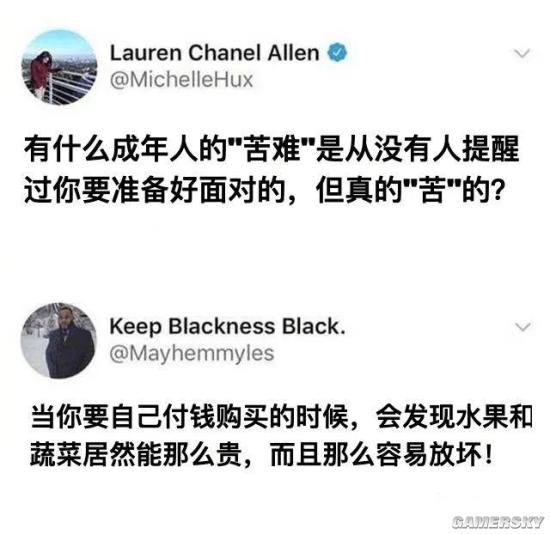 Lauren Chanel Allen
@MichelleHux
有什么成年人的"苦难"是从没有人提醒
过你要准备好面对的，但真的"苦"的？
Keep Blackness Black.
@Mayhemmyles
当你要自己付钱购买的时候，会发现水果和
蔬菜居然能那么贵，而且那么容易放坏！
GAMERSKY